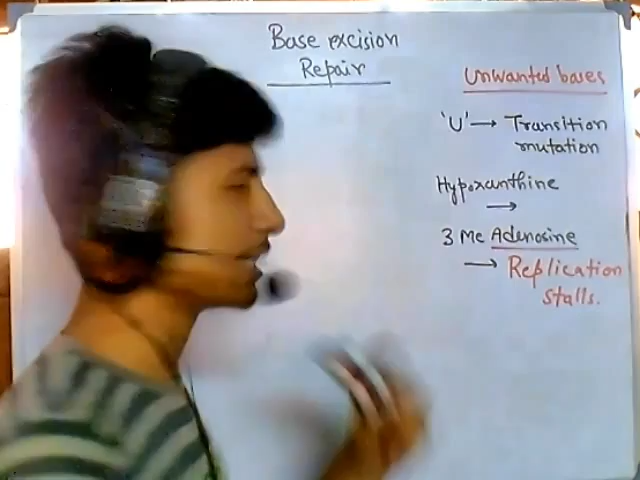 Base excision
Repair
Unwanted bases
'U' → Transition
mutation
Hypoxanthine
→
3 Me Adenosine
→ Replication
stalls.